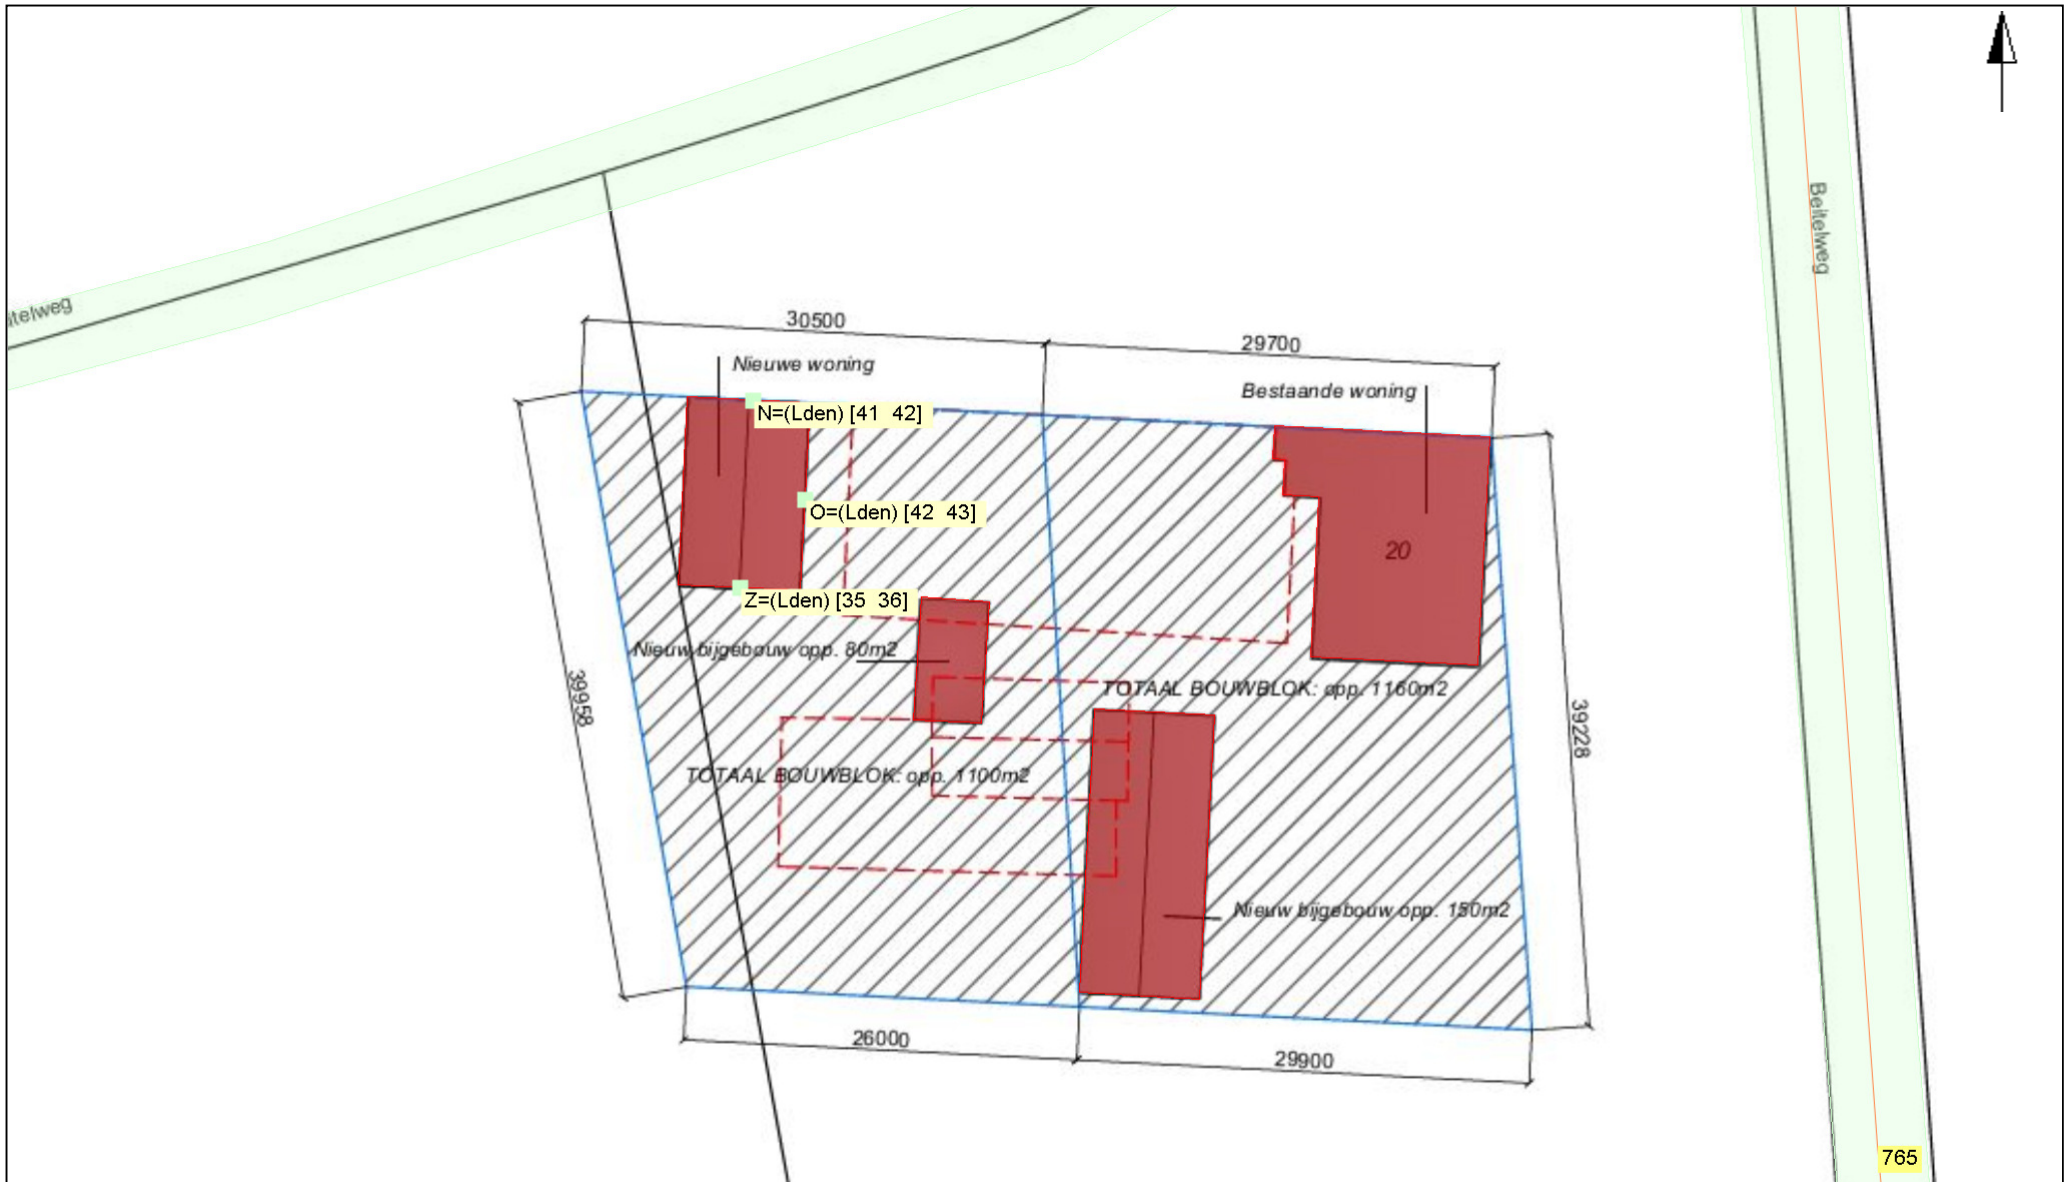 Beitelweg
itelweg
30500
29700
Nieuwe woning
Bestaande woning
N=(Lden) [41 42]
O=(Lden) [42 43]
20
Z=(Lden) [35 36]
Nieuw bijgebouw opp. 80m2
39958
TOTAAL BOUWBLOK: opp. 1160m2
39228
TOTAAL BOUWBLOK: opp. 1100m2
Nieuw bijgebouw opp. 150m2
26000
29900
765